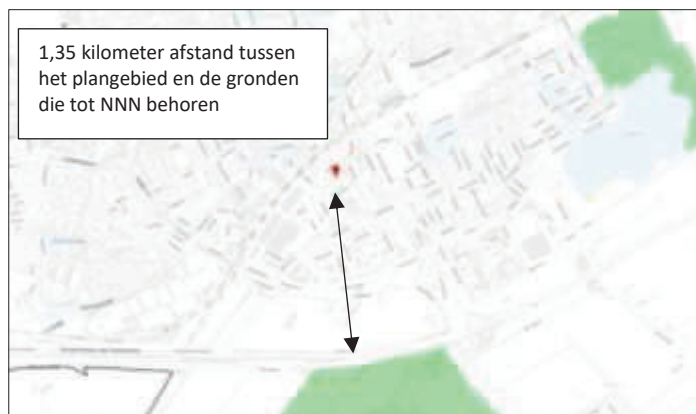 1,35 kilometer afstand tussen
het plangebied en de gronden
die tot NNN behoren